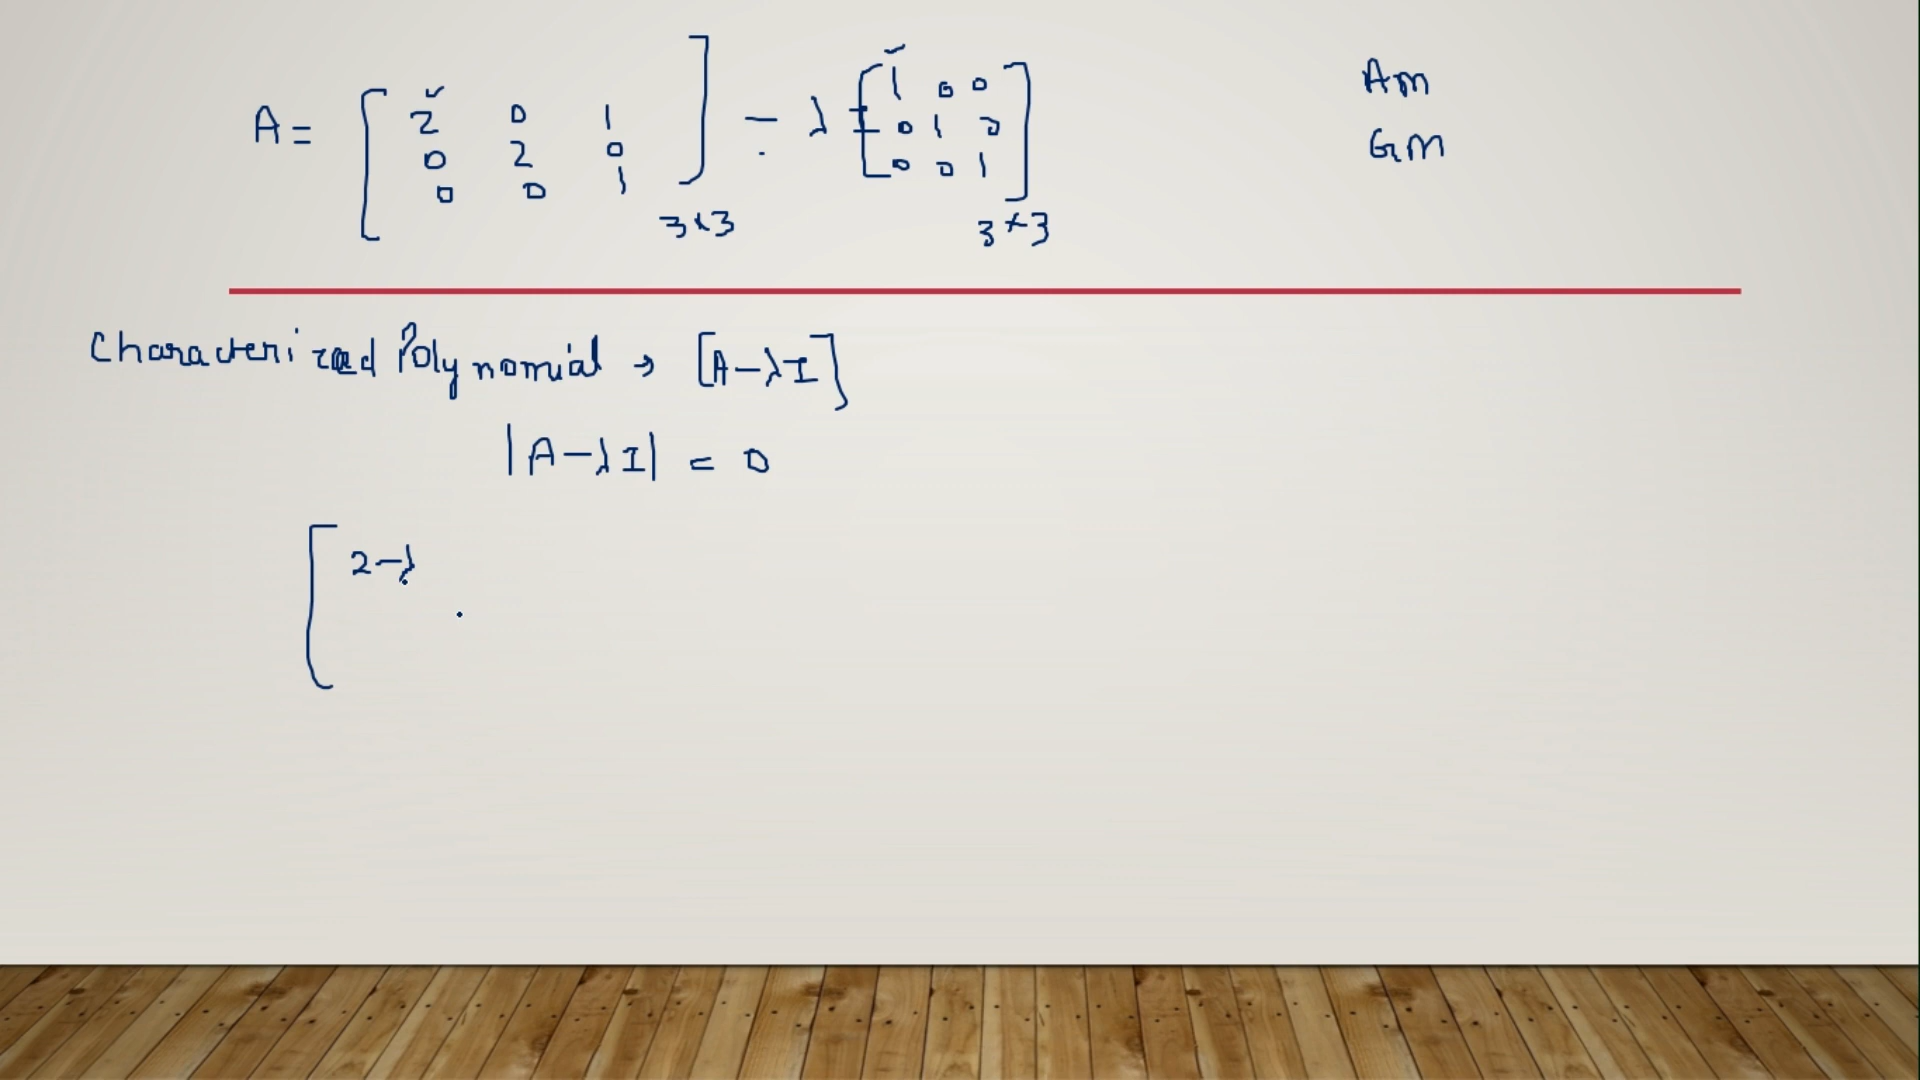 A = [ 2 0 1 ] - λ [ 1 0 0 ]
0 2 0 0 1 0
0 0 1 0 0 1
3×3 3×3
Am
GM
Polynomial → [A-λI]
|A-λI| = 0
[ 2-λ